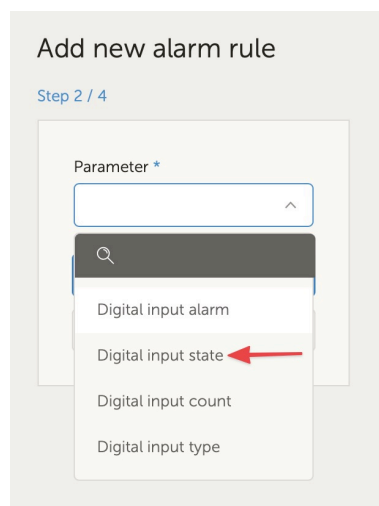 Add new alarm rule
Step 2 / 4
Parameter *
Digital input alarm
Digital input state
Digital input count
Digital input type